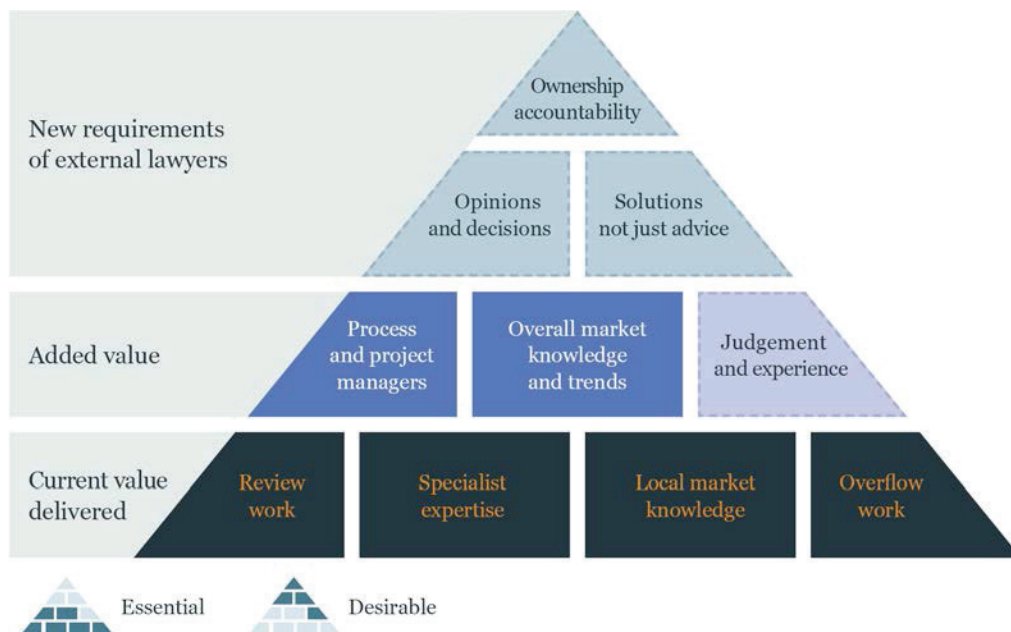 Ownership
accountability
New requirements
of external lawyers
Opinions
and decisions
Solutions
not just advice
Added value
Process
and project
managers
Overall market
knowledge
and trends
Judgement
and experience
Current value
delivered
Review
work
Specialist
expertise
Local market
knowledge
Overflow
work
Essential
Desirable